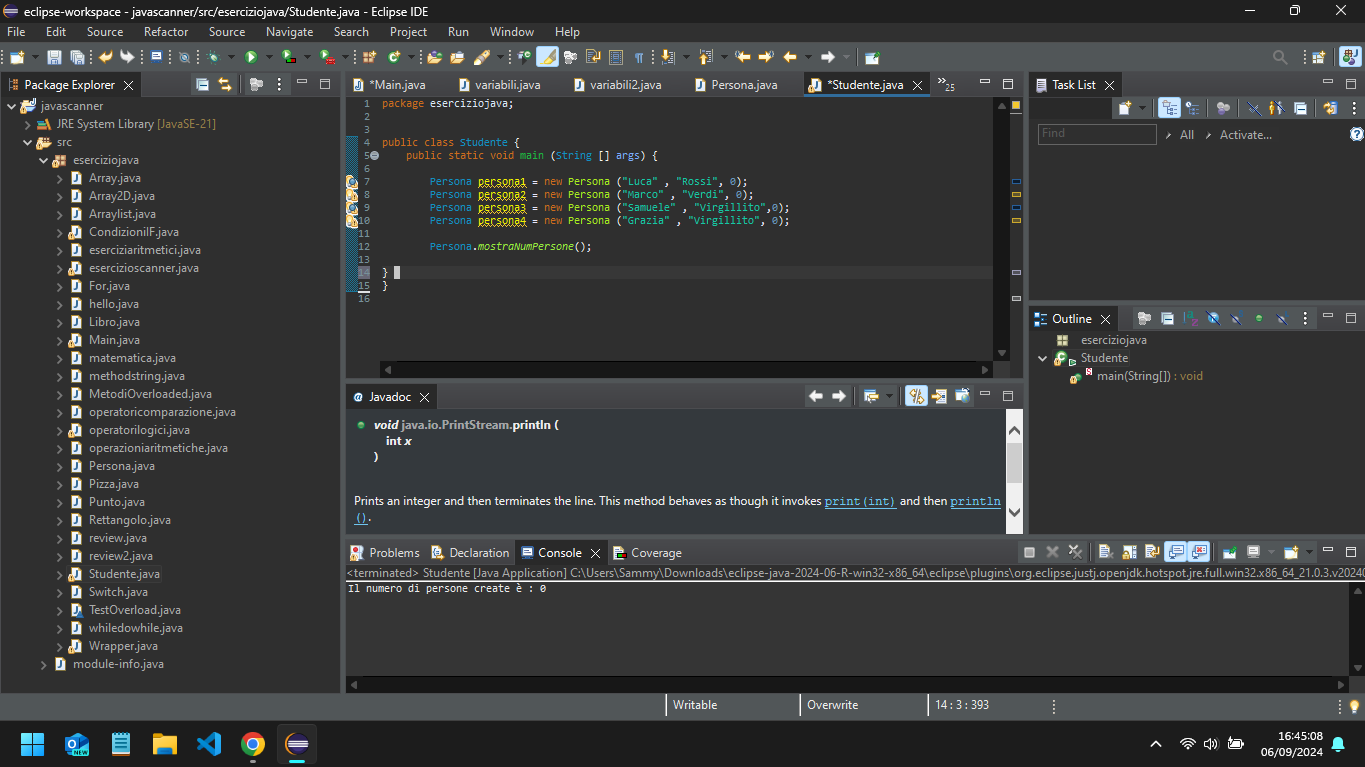 eclipse-workspace - javascanner/src/eserciziojava/Studente.java - Eclipse IDE
File Edit Source Refactor Source Navigate Search Project Run Window Help
Package Explorer
javascanner
JRE System Library [JavaSE-21]
src
eserciziojava
Array.java
Array2D.java
Arraylist.java
CondizioniIF.java
eserciziaritmetici.java
esercizioscanner.java
For.java
hello.java
Libro.java
Main.java
matematica.java
methodstring.java
MetodiOverloaded.java
operatoricomparazione.java
operatorilogici.java
operazioniaritmetiche.java
Persona.java
Pizza.java
Punto.java
Rettangolo.java
review.java
review2.java
Studente.java
Switch.java
TestOverload.java
whiledowhile.java
Wrapper.java
module-info.java
*Main.java variabili.java variabili2.java Persona.java *Studente.java »25
1 package eserciziojava;
2
3
4 public class Studente {
5 public static void main (String [] args) {
6
7 Persona persona1 = new Persona ("Luca" , "Rossi", 0);
8 Persona persona2 = new Persona ("Marco" , "Verdi", 0);
9 Persona persona3 = new Persona ("Samuele" , "Virgillito",0);
10 Persona persona4 = new Persona ("Grazia" , "Virgillito", 0);
11
12 Persona.mostraNumPersone();
13
14 }
15 }
16
Javadoc
void java.io.PrintStream.println (
int x
)
Prints an integer and then terminates the line. This method behaves as though it invokes print(int) and then println
().
Problems Declaration Console Coverage
<terminated> Studente [Java Application] C:\Users\Sammy\Downloads\eclipse-java-2024-06-R-win32-x86_64\eclipse\plugins\org.eclipse.justj.openjdk.hotspot.jre.full.win32.x86_64_21.0.3.v20240
Il numero di persone create è : 0
Task List
Find All Activate...
Outline
eserciziojava
Studente
main(String[]) : void
Writable Overwrite 14 : 3 : 393
NEW
16:45:08
06/09/2024